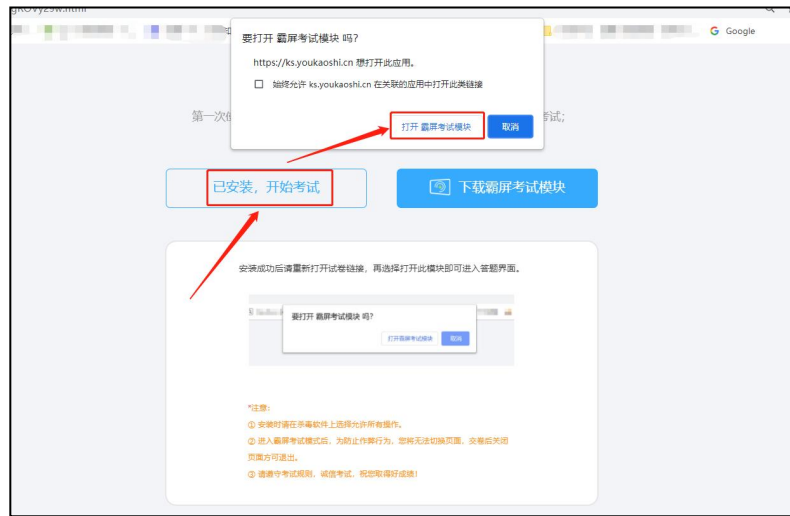 要打开 霸屏考试模块 吗?
Google
https://ks.youkaoshi.cn 想打开此应用。
始终允许 ks.youkaoshi.cn 在关联的应用中打开此类链接
第一次
考试;
打开 霸屏考试模块
取消
已安装，开始考试
下载霸屏考试模块
安装成功后请重新打开试卷链接，再选择打开此模块即可进入答题界面。
要打开 霸屏考试模块 吗?
打开霸屏考试模块
取消
*注意：
① 安装时请在杀毒软件上选择允许所有操作。
② 进入霸屏考试模式后，为防止作弊行为，您将无法切换页面，交卷后关闭
页面方可退出。
③ 请遵守考试规则，诚信考试，祝您取得好成绩！